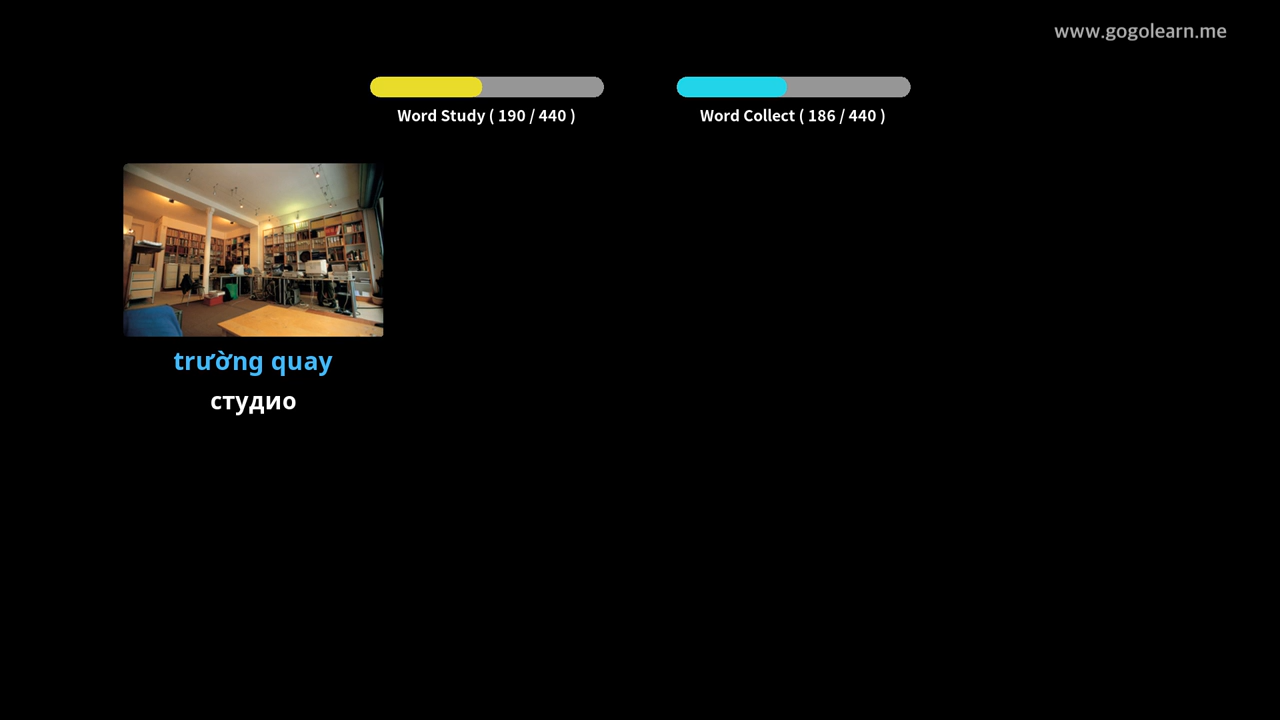 www.gogolearn.me
Word Study ( 190 / 440 )
Word Collect ( 186 / 440 )
trường quay
студио